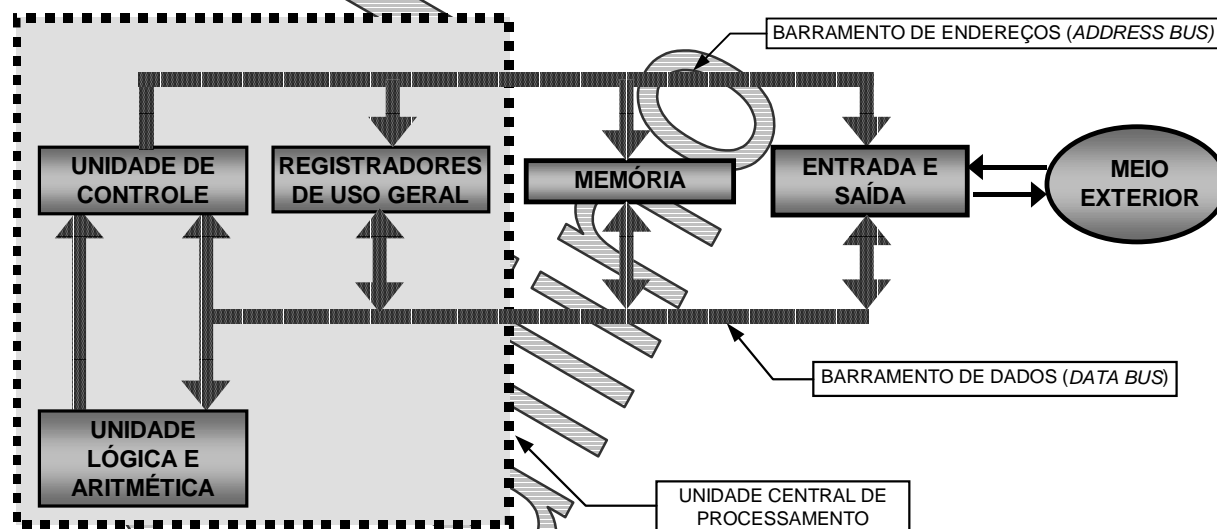 BARRAMENTO DE ENDEREÇOS (ADDRESS BUS)
UNIDADE DE
CONTROLE
REGISTRADORES
DE USO GERAL
MEMÓRIA
ENTRADA E
SAÍDA
MEIO
EXTERIOR
BARRAMENTO DE DADOS (DATA BUS)
UNIDADE
LÓGICA E
ARITMÉTICA
UNIDADE CENTRAL DE
PROCESSAMENTO